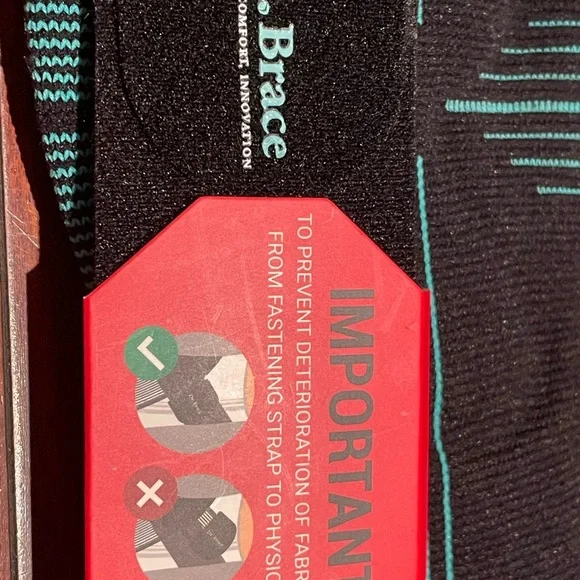 . Brace
COMFORT, INNOVATION
IMPORTANT
TO PREVENT DETERIORATION OF FABR
FROM FASTENING STRAP TO PHYSIC